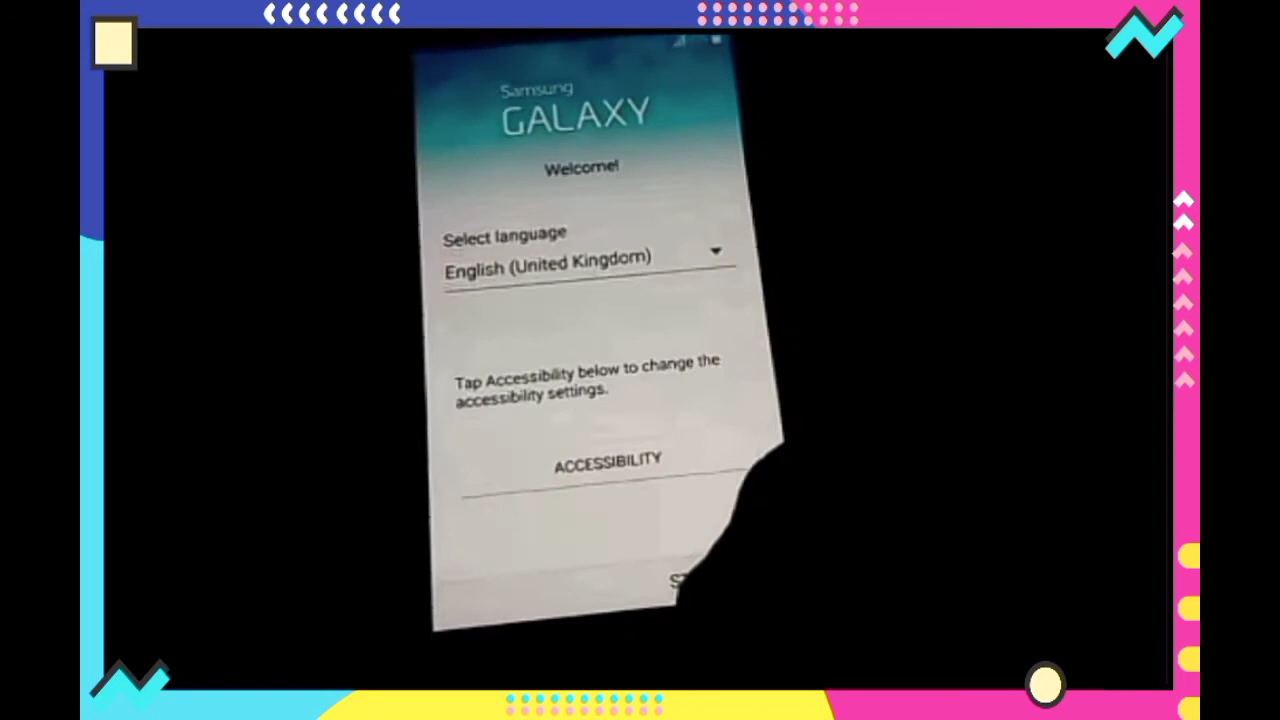 Samsung
GALAXY
Welcome!
Select language
English (United Kingdom)
Tap Accessibility below to change the
accessibility settings.
ACCESSIBILITY